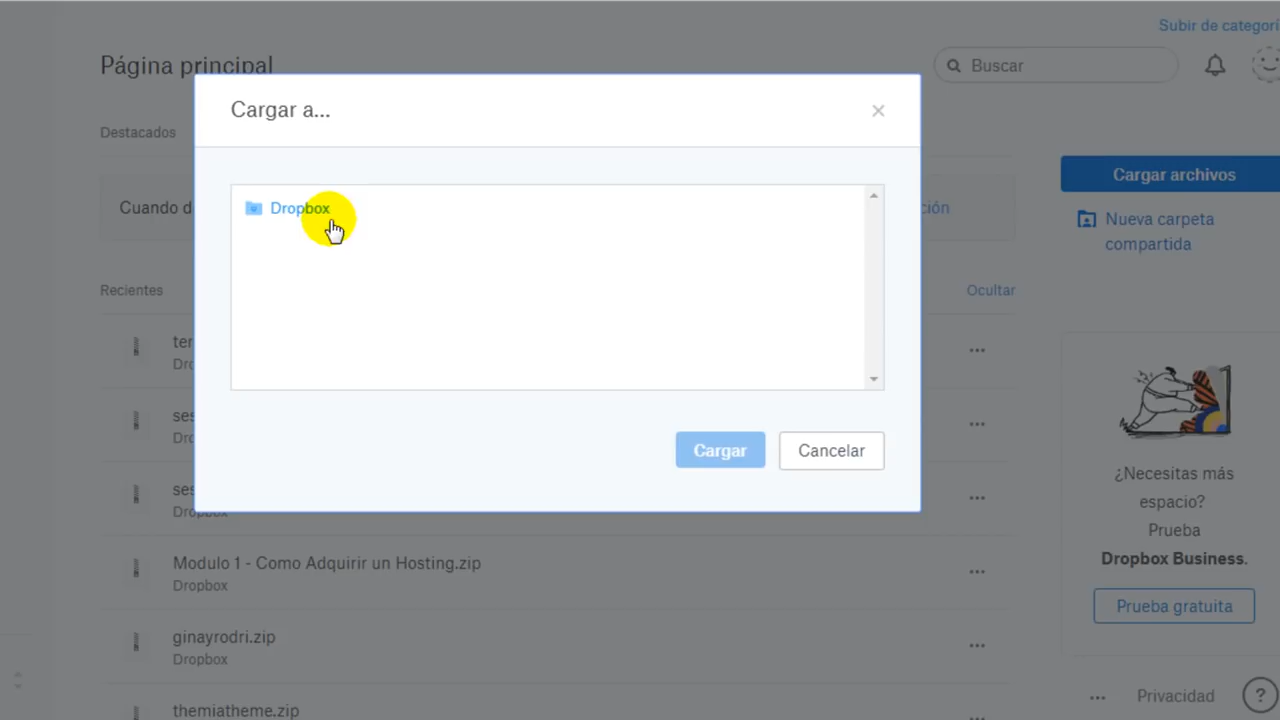 Subir de categorí
Página principal
Buscar
Cargar a...
Destacados
Cargar archivos
Dropbox
Cuando d
ción
Nueva carpeta
compartida
Recientes
Ocultar
ter
Dro
ses
Dro
Cargar
Cancelar
¿Necesitas más
espacio?
Prueba
Dropbox Business.
ses
Dropbox
Modulo 1 - Como Adquirir un Hosting.zip
Dropbox
Prueba gratuita
ginayrodri.zip
Dropbox
Privacidad
?
themiatheme.zip